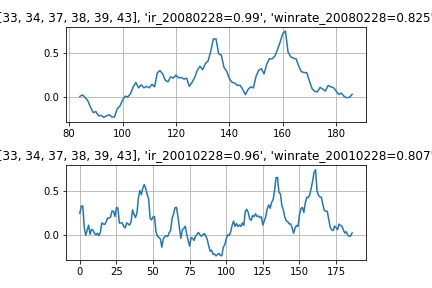 [33, 34, 37, 38, 39, 43], 'ir_20080228=0.99', 'winrate_20080228=0.825'
0.5
0.0
80 100 120 140 160 180
[33, 34, 37, 38, 39, 43], 'ir_20010228=0.96', 'winrate_20010228=0.807'
0.5
0.0
0 25 50 75 100 125 150 175